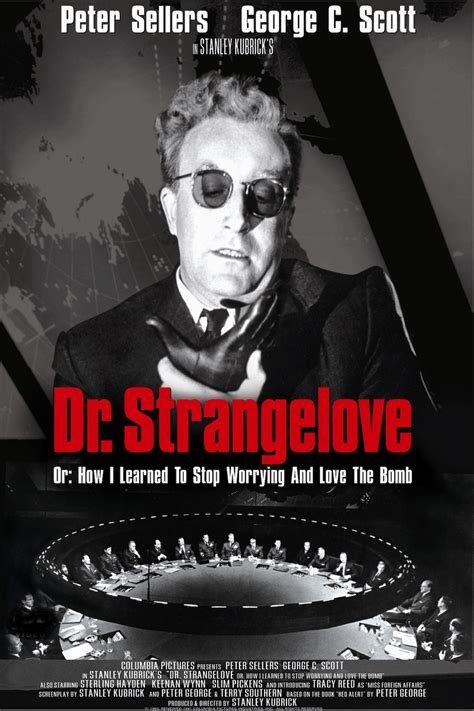 Peter Sellers George C. Scott
IN STANLEY KUBRICK'S
Dr. Strangelove
Or: How I Learned To Stop Worrying And Love The Bomb
COLUMBIA PICTURES PRESENTS PETER SELLERS GEORGE C. SCOTT
IN STANLEY KUBRICK'S "DR. STRANGELOVE OR: HOW I LEARNED TO STOP WORRYING AND LOVE THE BOMB"
ALSO STARRING STERLING HAYDEN KEENAN WYNN SLIM PICKENS AND INTRODUCING TRACY REED AS "MISS FOREIGN AFFAIRS"
SCREENPLAY BY STANLEY KUBRICK AND PETER GEORGE & TERRY SOUTHERN BASED ON THE BOOK "RED ALERT" BY PETER GEORGE
PRODUCED & DIRECTED BY STANLEY KUBRICK